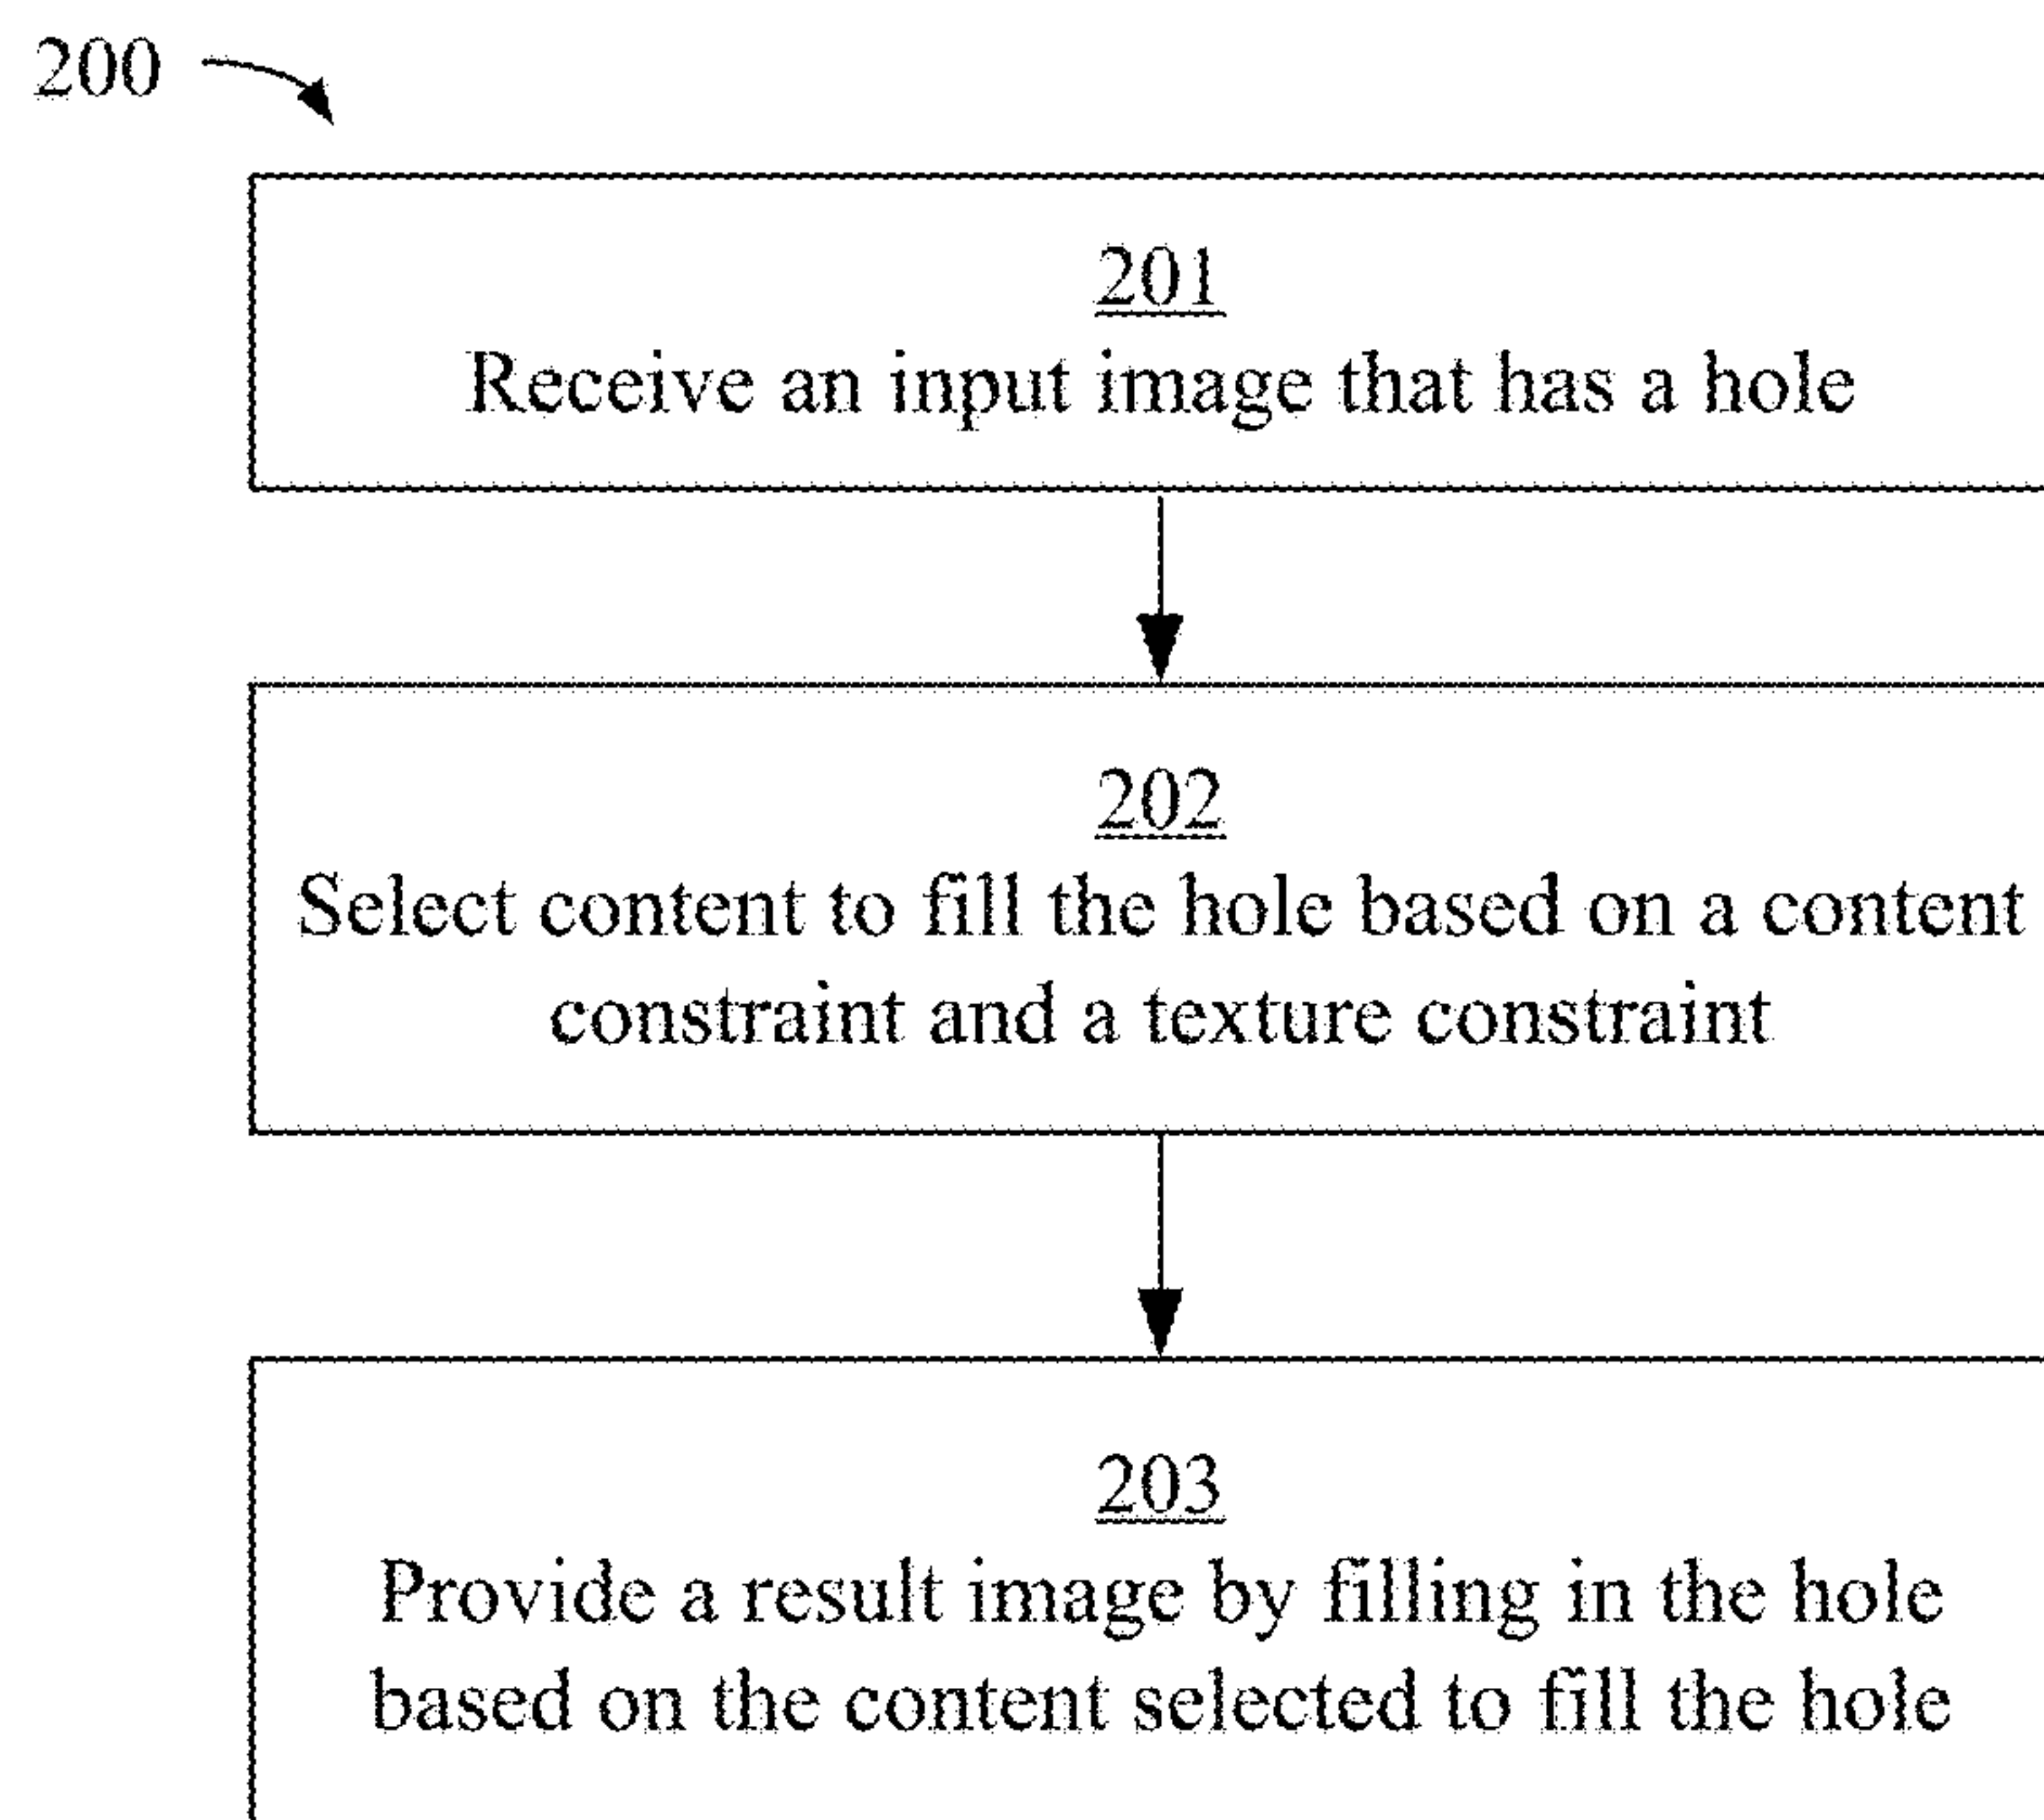 200
201
Receive an input image that has a hole
202
Select content to fill the hole based on a content
constraint and a texture constraint
203
Provide a result image by filling in the hole
based on the content selected to fill the hole